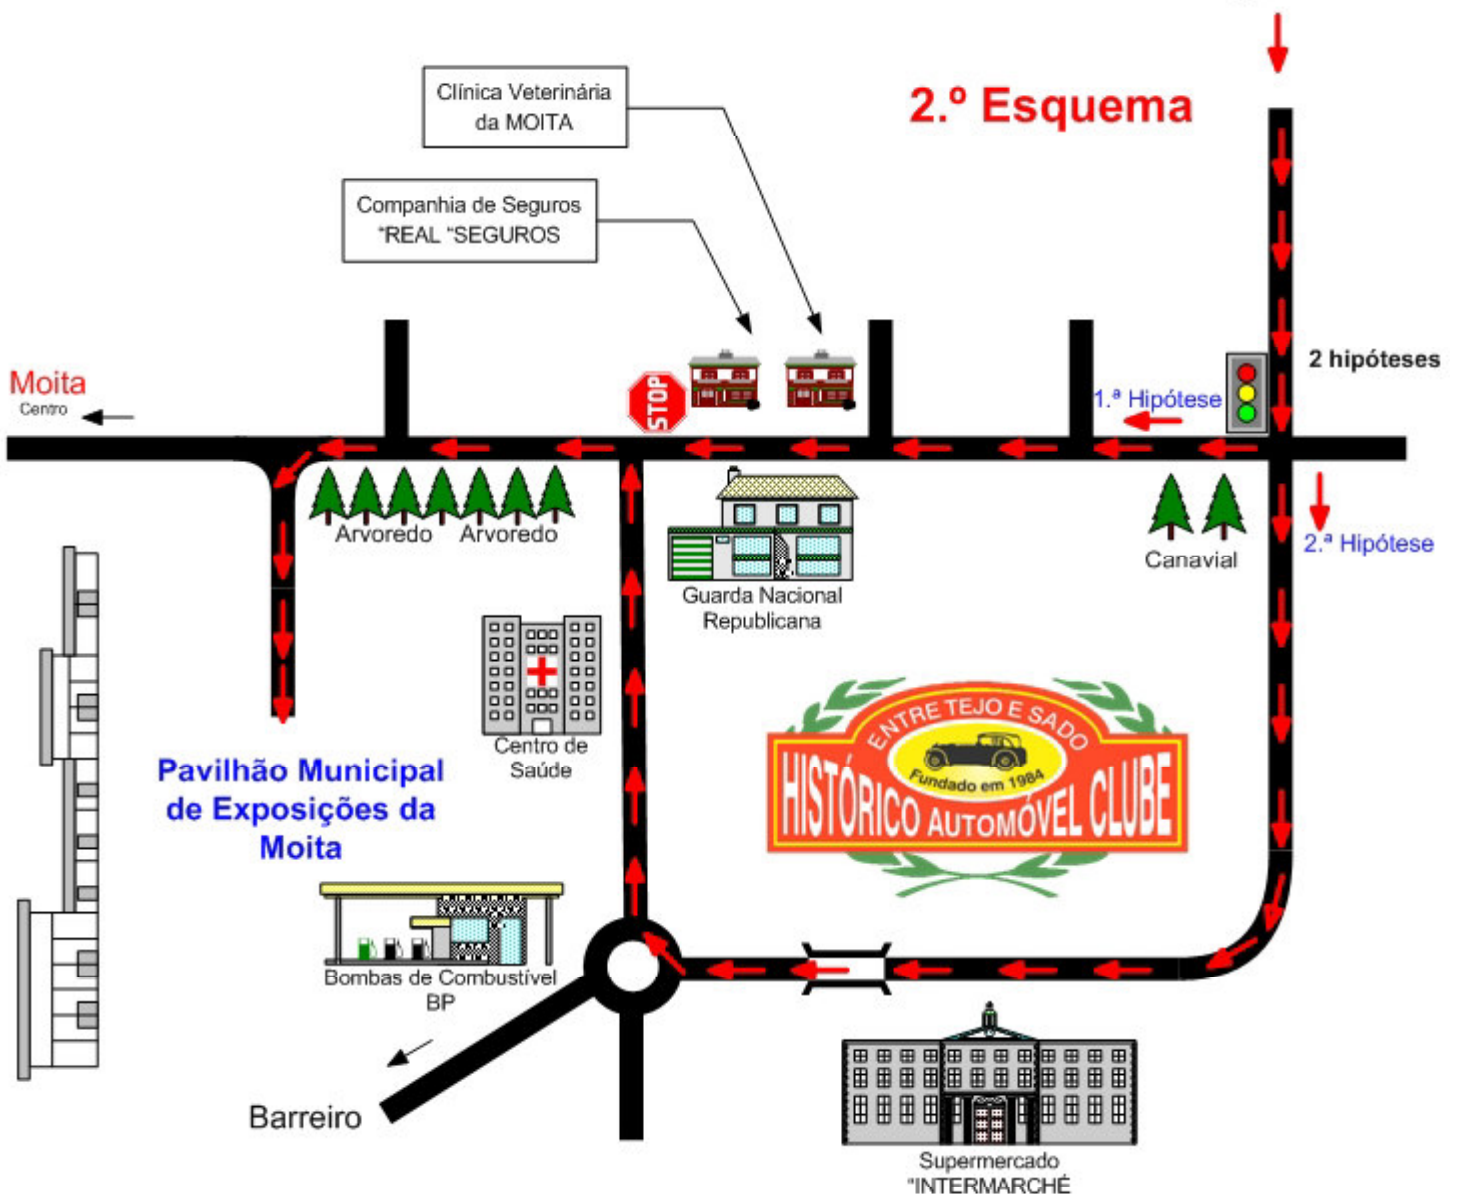 2.º Esquema
Clínica Veterinária
da MOITA
Companhia de Seguros
"REAL "SEGUROS
2 hipóteses
Moita
Centro
1.ª Hipótese
STOP
2.ª Hipótese
Arvoredo
Arvoredo
Canavial
Guarda Nacional
Republicana
Centro de
Saúde
ENTRE TEJO E SADO
Fundado em 1984
HISTÓRICO AUTOMÓVEL CLUBE
Pavilhão Municipal
de Exposições da
Moita
Bombas de Combustível
BP
Barreiro
Supermercado
"INTERMARCHÉ